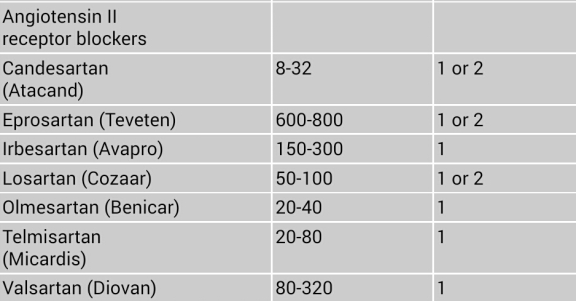 Angiotensin II
receptor blockers
Candesartan 8-32 1 or 2
(Atacand)
Eprosartan (Teveten) 600-800 1 or 2
Irbesartan (Avapro) 150-300 1
Losartan (Cozaar) 50-100 1 or 2
Olmesartan (Benicar) 20-40 1
Telmisartan 20-80 1
(Micardis)
Valsartan (Diovan) 80-320 1